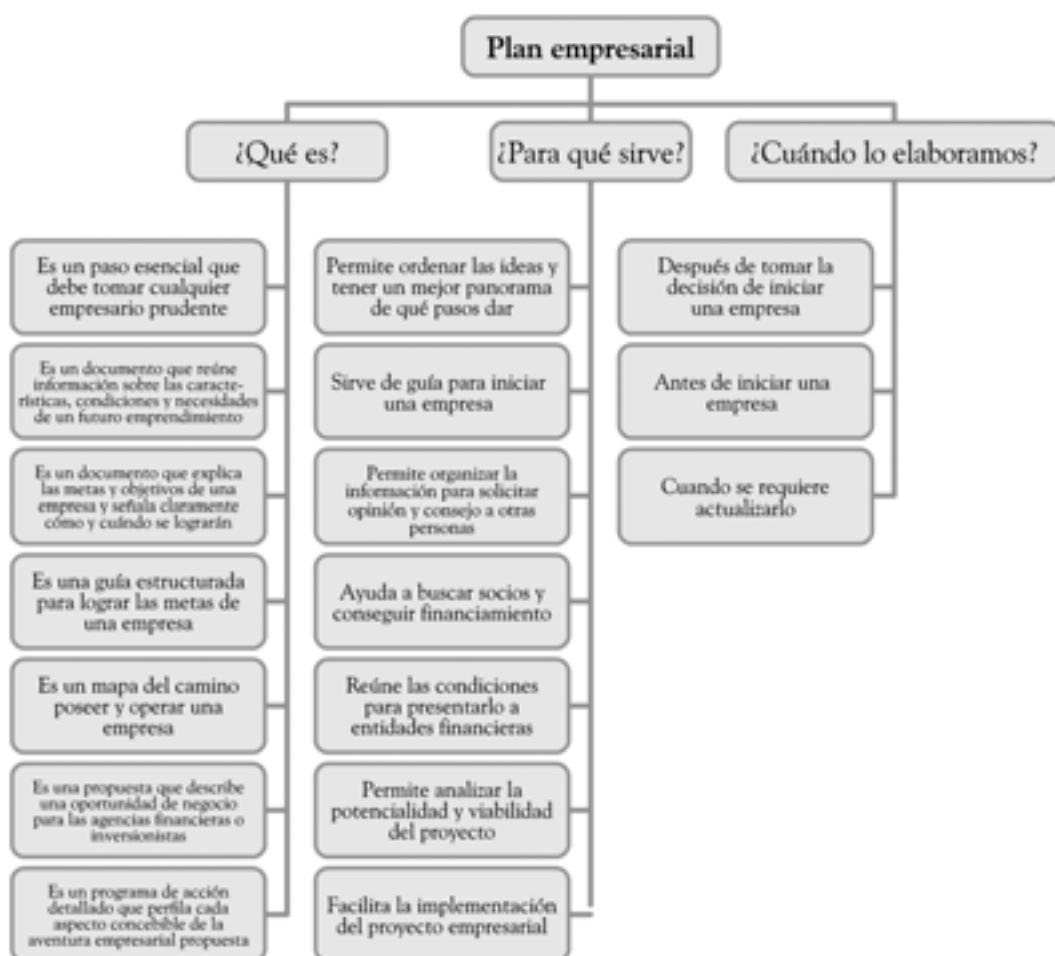 Plan empresarial
¿Qué es?
Es un paso esencial que
debe tomar cualquier
empresario prudente
Es un documento que reúne
información sobre las caracte-
rísticas, condiciones y necesidades
de un futuro emprendimiento
Es un documento que explica
las metas y objetivos de una
empresa y señala claramente
cómo y cuándo se lograrán
Es una guía estructurada
para lograr las metas de
una empresa
Es un mapa del camino
poseer y operar una
empresa
Es una propuesta que describe
una oportunidad de negocio
para las agencias financieras o
inversionistas
Es un programa de acción
detallado que perfila cada
aspecto concebible de la
aventura empresarial propuesta
¿Para qué sirve?
Permite ordenar las ideas y
tener un mejor panorama
de qué pasos dar
Sirve de guía para iniciar
una empresa
Permite organizar la
información para solicitar
opinión y consejo a otras
personas
Ayuda a buscar socios y
conseguir financiamiento
Reúne las condiciones
para presentarlo a
entidades financieras
Permite analizar la
potencialidad y viabilidad
del proyecto
Facilita la implementación
del proyecto empresarial
¿Cuándo lo elaboramos?
Después de tomar la
decisión de iniciar
una empresa
Antes de iniciar una
empresa
Cuando se requiere
actualizarlo